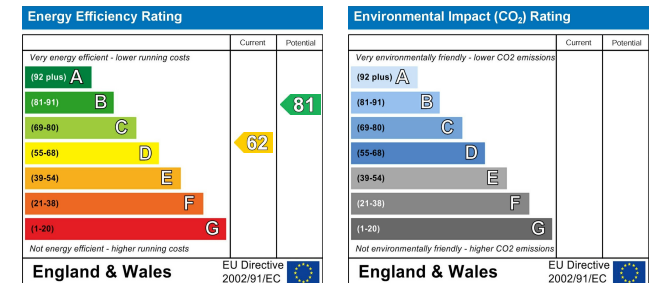 Energy Efficiency Rating
Current Potential
Very energy efficient - lower running costs
(92 plus) A
(81-91) B
(69-80) C
(55-68) D
(39-54) E
(21-38) F
(1-20) G
62
81
Not energy efficient - higher running costs
England & Wales
EU Directive
2002/91/EC
Environmental Impact (CO₂) Rating
Current Potential
Very environmentally friendly - lower CO2 emissions
(92 plus) A
(81-91) B
(69-80) C
(55-68) D
(39-54) E
(21-38) F
(1-20) G
Not environmentally friendly - higher CO2 emissions
England & Wales
EU Directive
2002/91/EC